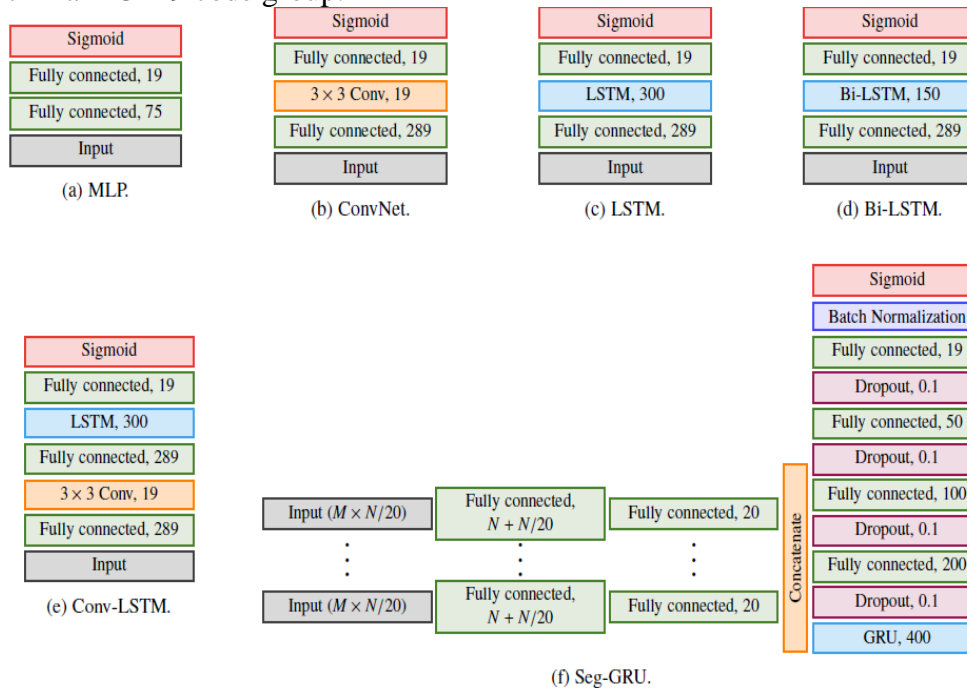 Sigmoid
Fully connected, 19
Fully connected, 75
Input
(a) MLP.
Sigmoid
Fully connected, 19
3 × 3 Conv, 19
Fully connected, 289
Input
(b) ConvNet.
Sigmoid
Fully connected, 19
LSTM, 300
Fully connected, 289
Input
(c) LSTM.
Sigmoid
Fully connected, 19
Bi-LSTM, 150
Fully connected, 289
Input
(d) Bi-LSTM.
Sigmoid
Fully connected, 19
LSTM, 300
Fully connected, 289
3 × 3 Conv, 19
Fully connected, 289
Input
(e) Conv-LSTM.
Input (M × N/20)
Fully connected,
N + N/20
Fully connected, 20
Input (M × N/20)
Fully connected,
N + N/20
Fully connected, 20
Concatenate
Sigmoid
Batch Normalization
Fully connected, 19
Dropout, 0.1
Fully connected, 50
Dropout, 0.1
Fully connected, 100
Dropout, 0.1
Fully connected, 200
Dropout, 0.1
GRU, 400
(f) Seg-GRU.